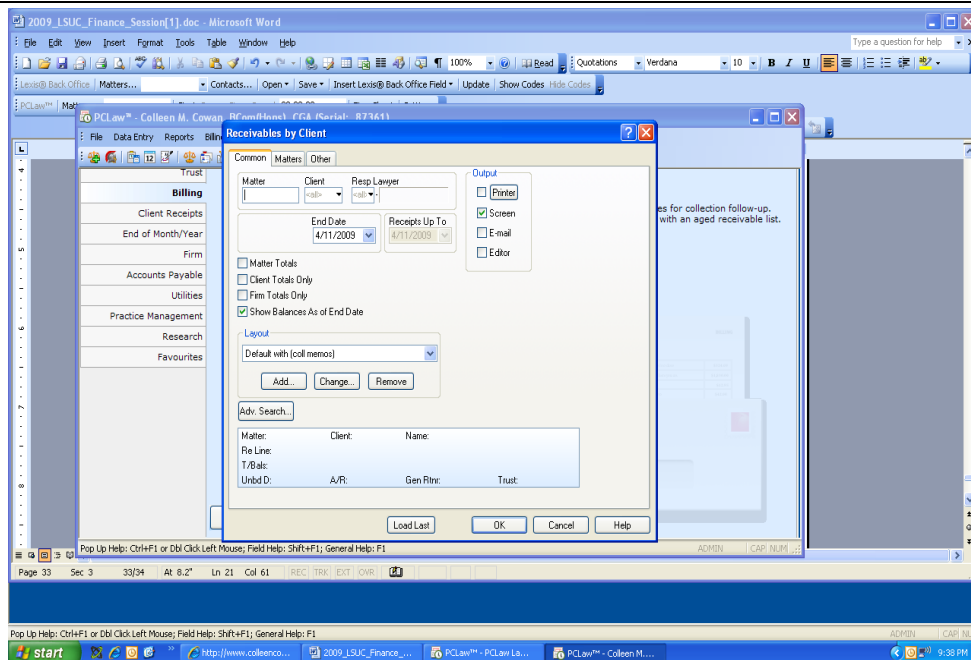 2009_LSUC_Finance_Session[1].doc - Microsoft Word
File Edit View Insert Format Tools Table Window Help Type a question for help
100% Read Quotations Verdana 10 B I U
Lexis® Back Office Matters... Contacts... Open Save Insert Lexis® Back Office Field Update Show Codes Hide Codes
PCLaw™
PCLaw® - Colleen M. Cowan, BCom(Hons), CGA (Serial: 87361)
File Data Entry Reports
Trust
Billing
Client Receipts
End of Month/Year
Firm
Accounts Payable
Utilities
Practice Management
Research
Favourites
es for collection follow-up.
with an aged receivable list.
Receivables by Client
Common Matters Other
Matter Client Resp Lawyer
<all> <all>
End Date Receipts Up To
4/11/2009 4/11/2009
Matter Totals
Client Totals Only
Firm Totals Only
Show Balances As of End Date
Output
Printer
Screen
E-mail
Editor
Layout
Default with (coll memos)
Add... Change... Remove
Adv. Search...
Matter: Client: Name:
Re Line:
T/Bals:
Unbd D: A/R: Gen Rtnr: Trust:
Load Last OK Cancel Help
Pop Up Help: Ctrl+F1 or Dbl Click Left Mouse; Field Help: Shift+F1; General Help: F1 ADMIN CAP NUM
Page 33 Sec 3 33/34 At 8.2" Ln 21 Col 61 REC TRK EXT OVR
Pop Up Help: Ctrl+F1 or Dbl Click Left Mouse; Field Help: Shift+F1; General Help: F1 ADMIN CAP
start http://www.colleenco... 2009_LSUC_Finance_... PCLaw™ - PCLaw La... PCLaw™ - Colleen M.... 9:38 PM